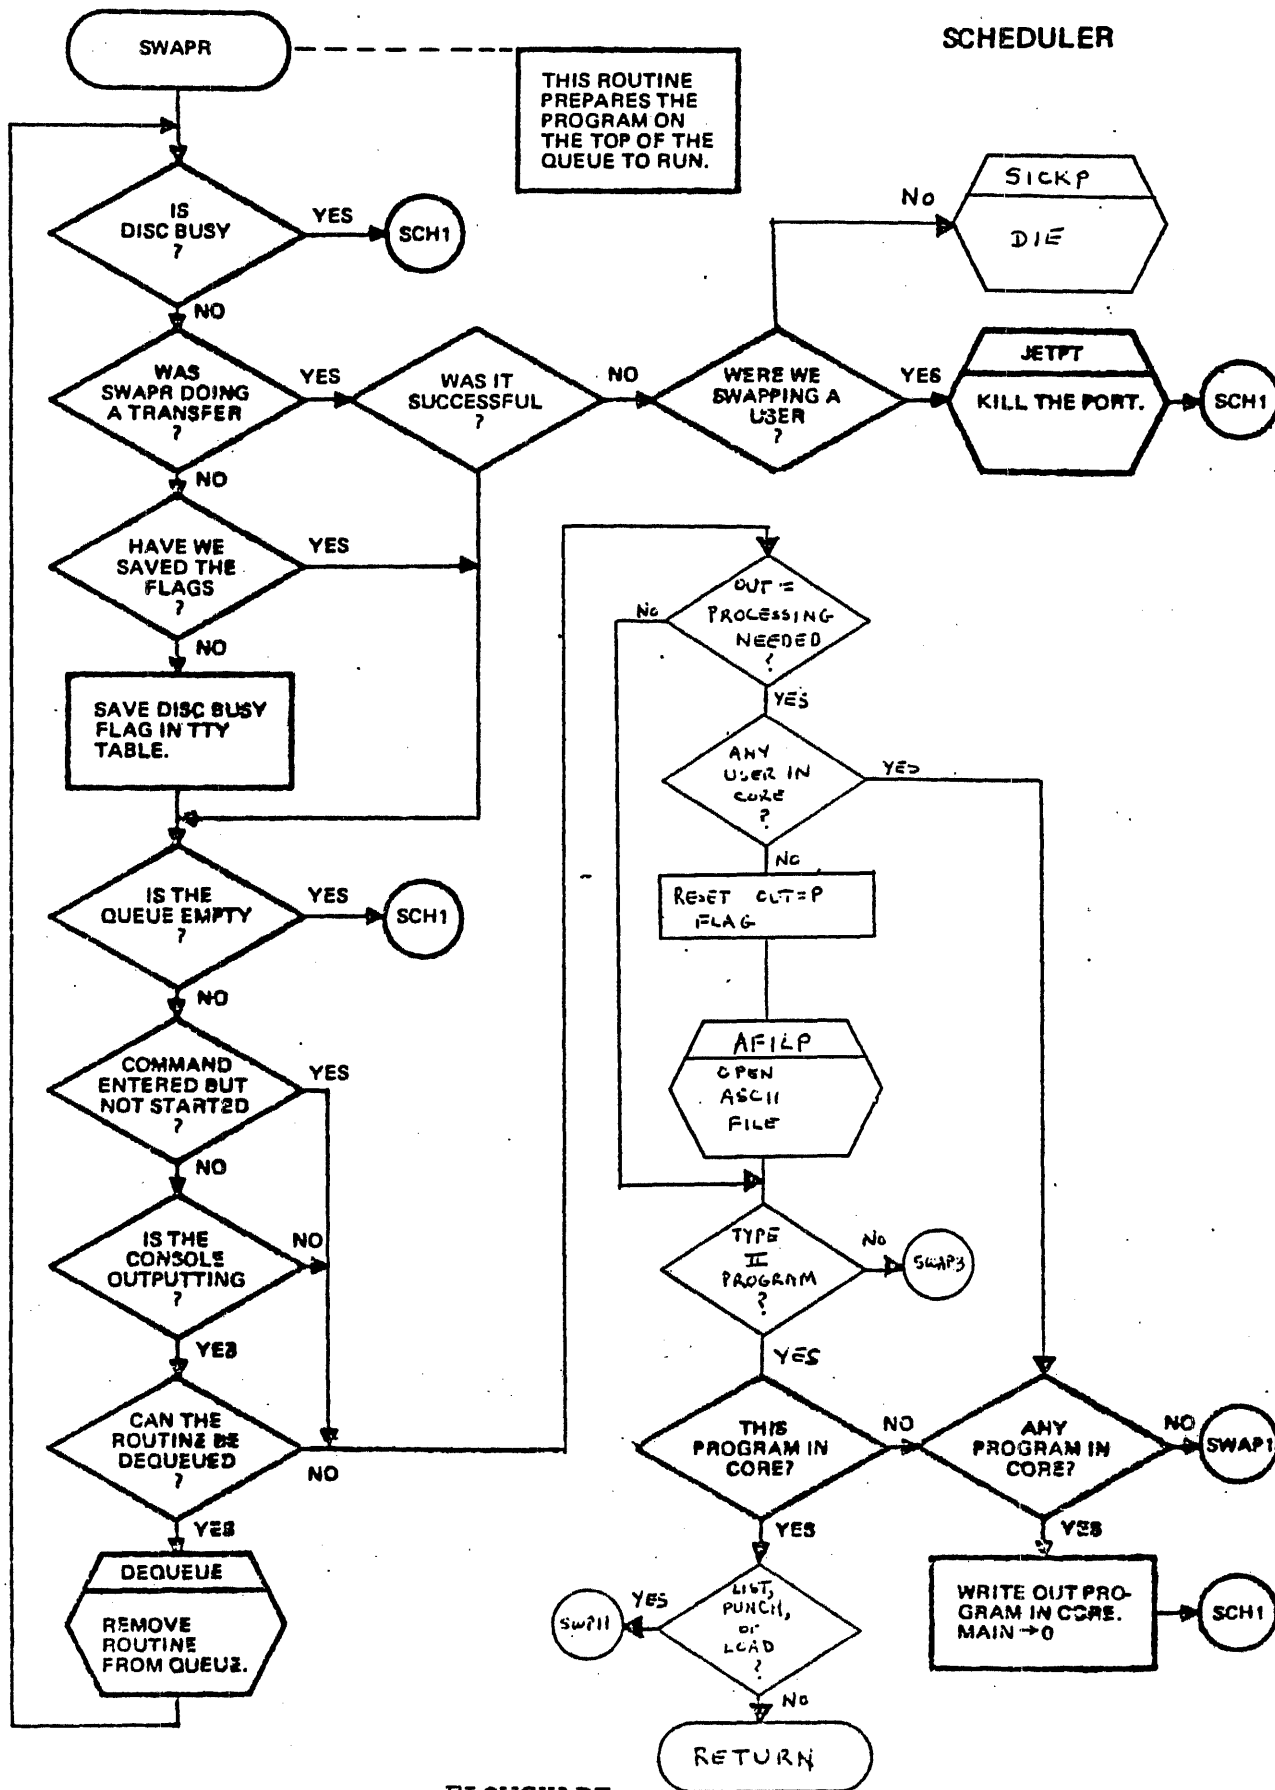 SCHEDULER
SWAPR
THIS ROUTINE
PREPARES THE
PROGRAM ON
THE TOP OF THE
QUEUE TO RUN.
IS
DISC BUSY
?
YES
SCH1
NO
SICKP
DIE
NO
WAS
SWAPR DOING
A TRANSFER
?
YES
WAS IT
SUCCESSFUL
?
NO
WERE WE
SWAPPING A
USER
?
YES
JETPT
KILL THE PORT.
SCH1
NO
HAVE WE
SAVED THE
FLAGS
?
YES
NO
SAVE DISC BUSY
FLAG IN TTY
TABLE.
IS THE
QUEUE EMPTY
?
YES
SCH1
NO
COMMAND
ENTERED BUT
NOT STARTED
?
YES
NO
IS THE
CONSOLE
OUTPUTTING
?
NO
YES
CAN THE
ROUTINE BE
DEQUEUED
?
NO
YES
DEQUEUE
REMOVE
ROUTINE
FROM QUEUE.
OUT =
PROCESSING
NEEDED
?
NO
YES
ANY
USER IN
CORE
?
YES
NO
RESET OUT=P
FLAG
AFILP
OPEN
ASCII
FILE
TYPE
II
PROGRAM
?
NO
SWAP3
YES
THIS
PROGRAM IN
CORE?
NO
ANY
PROGRAM IN
CORE?
NO
SWAP1
YES
YES
LIST,
PUNCH,
or
LOAD
?
YES
SWP11
NO
RETURN
WRITE OUT PRO-
GRAM IN CORE.
MAIN → 0
SCH1